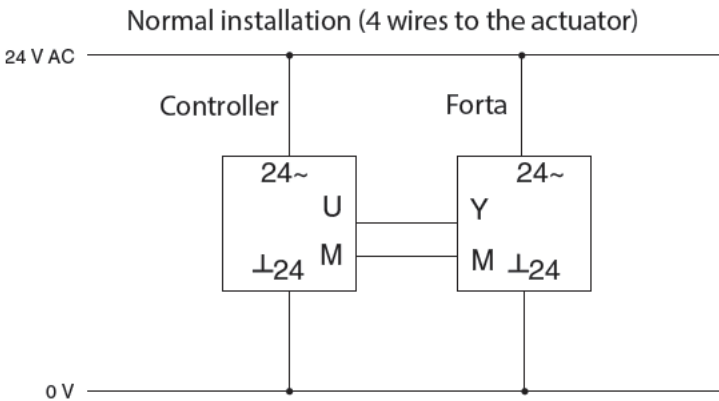 Normal installation (4 wires to the actuator)
24 V AC
Controller
Forta
24~
24~
U
Y
M
M
⊥24
⊥24
0 V